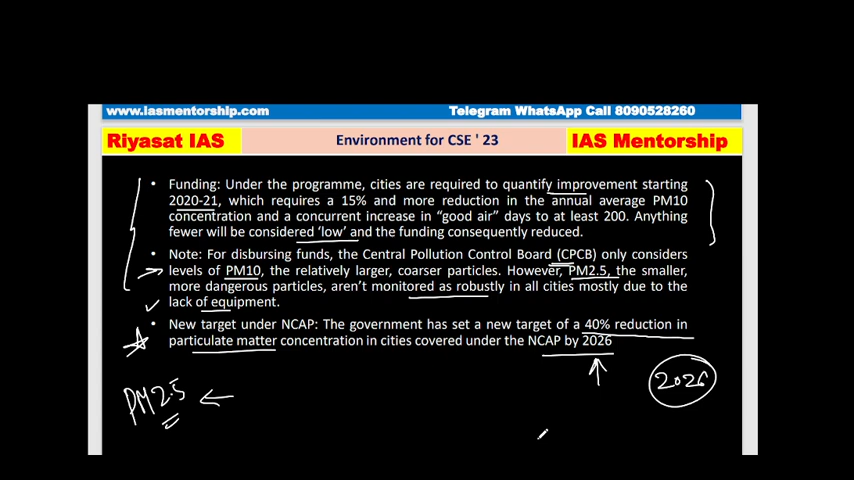 www.iasmentorship.com Telegram WhatsApp Call 8090528260
Riyasat IAS Environment for CSE ' 23 IAS Mentorship
• Funding: Under the programme, cities are required to quantify improvement starting
2020-21, which requires a 15% and more reduction in the annual average PM10
concentration and a concurrent increase in “good air” days to at least 200. Anything
fewer will be considered ‘low’ and the funding consequently reduced.
• Note: For disbursing funds, the Central Pollution Control Board (CPCB) only considers
levels of PM10, the relatively larger, coarser particles. However, PM2.5, the smaller,
more dangerous particles, aren’t monitored as robustly in all cities mostly due to the
lack of equipment.
• New target under NCAP: The government has set a new target of a 40% reduction in
particulate matter concentration in cities covered under the NCAP by 2026
2026
PM2.5